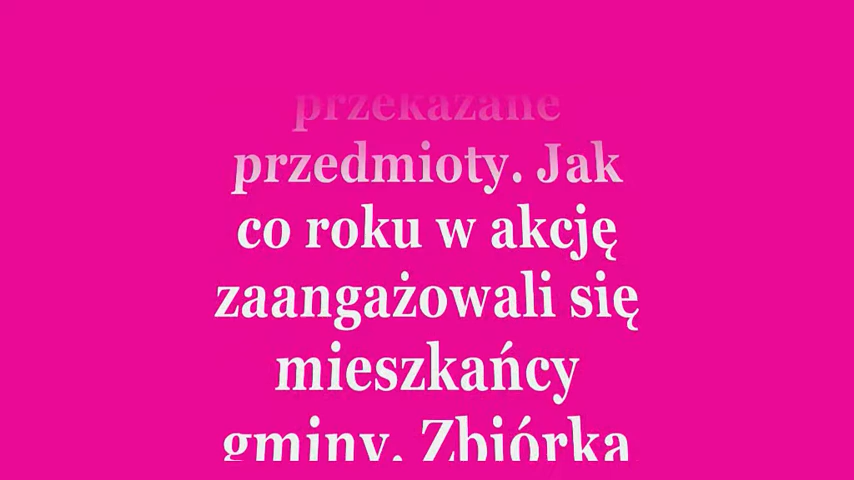 przekazane
przedmioty. Jak
co roku w akcję
zaangażowali się
mieszkańcy
gminy. Zbiórka